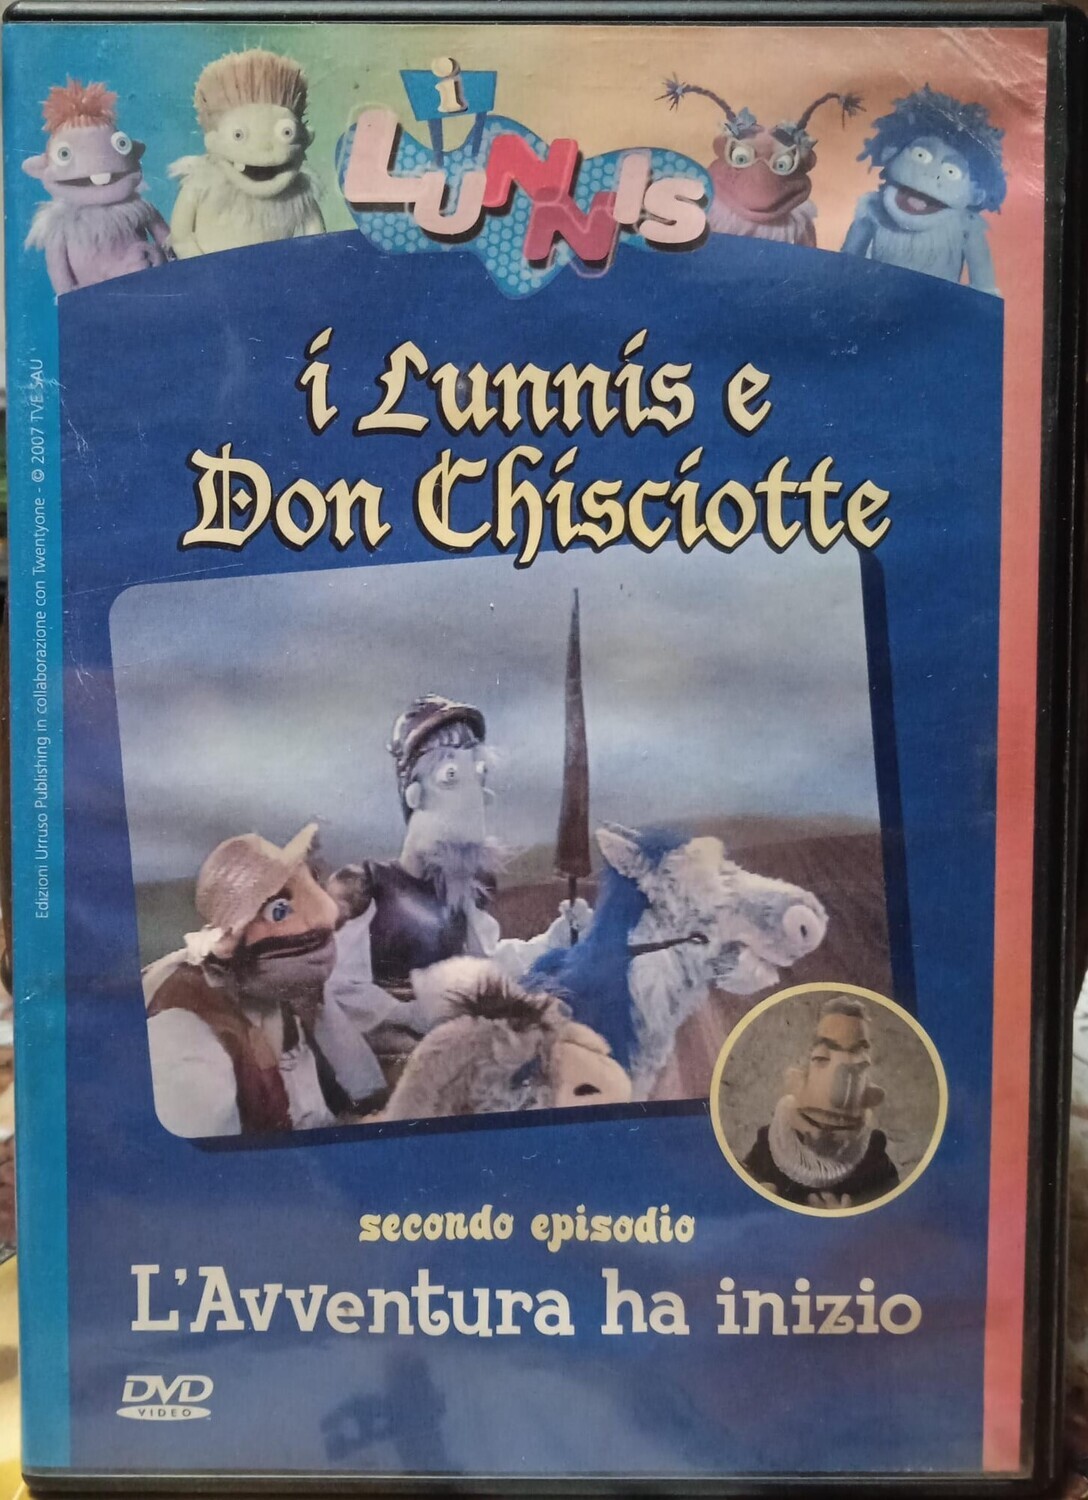 i
LUNNIS
i Lunnis e
Don Chisciotte
secondo episodio
L'Avventura ha inizio
DVD
VIDEO
Edizioni Urruso Publishing in collaborazione con Twentyone - © 2007 TVE SAU